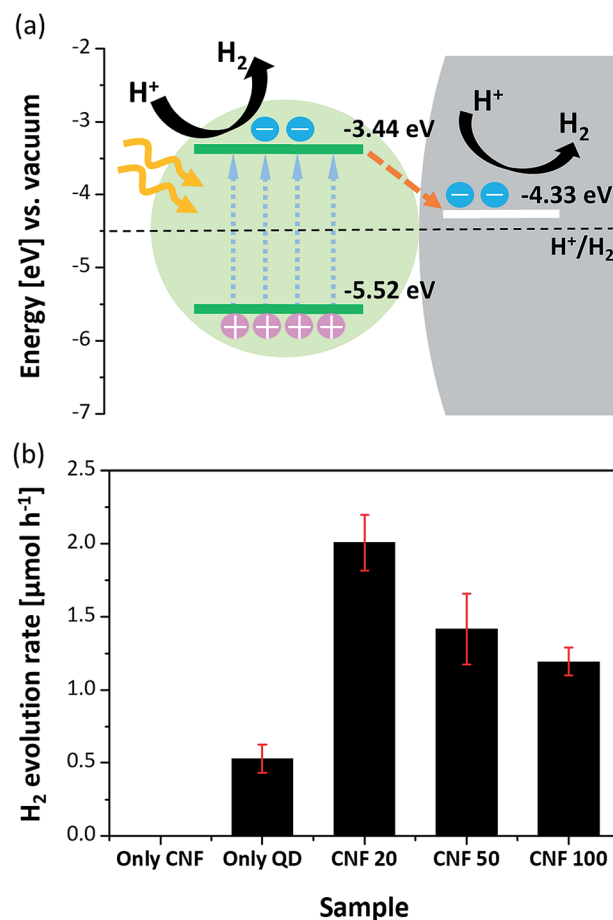 (a)
Energy [eV] vs. vacuum
-2
-3
-4
-5
-6
-7
H⁺
H₂
− −
-3.44 eV
H⁺
H₂
− −
-4.33 eV
H⁺/H₂
-5.52 eV
+ + + +
(b)
H₂ evolution rate [μmol h⁻¹]
2.5
2.0
1.5
1.0
0.5
0.0
Only CNF Only QD CNF 20 CNF 50 CNF 100
Sample